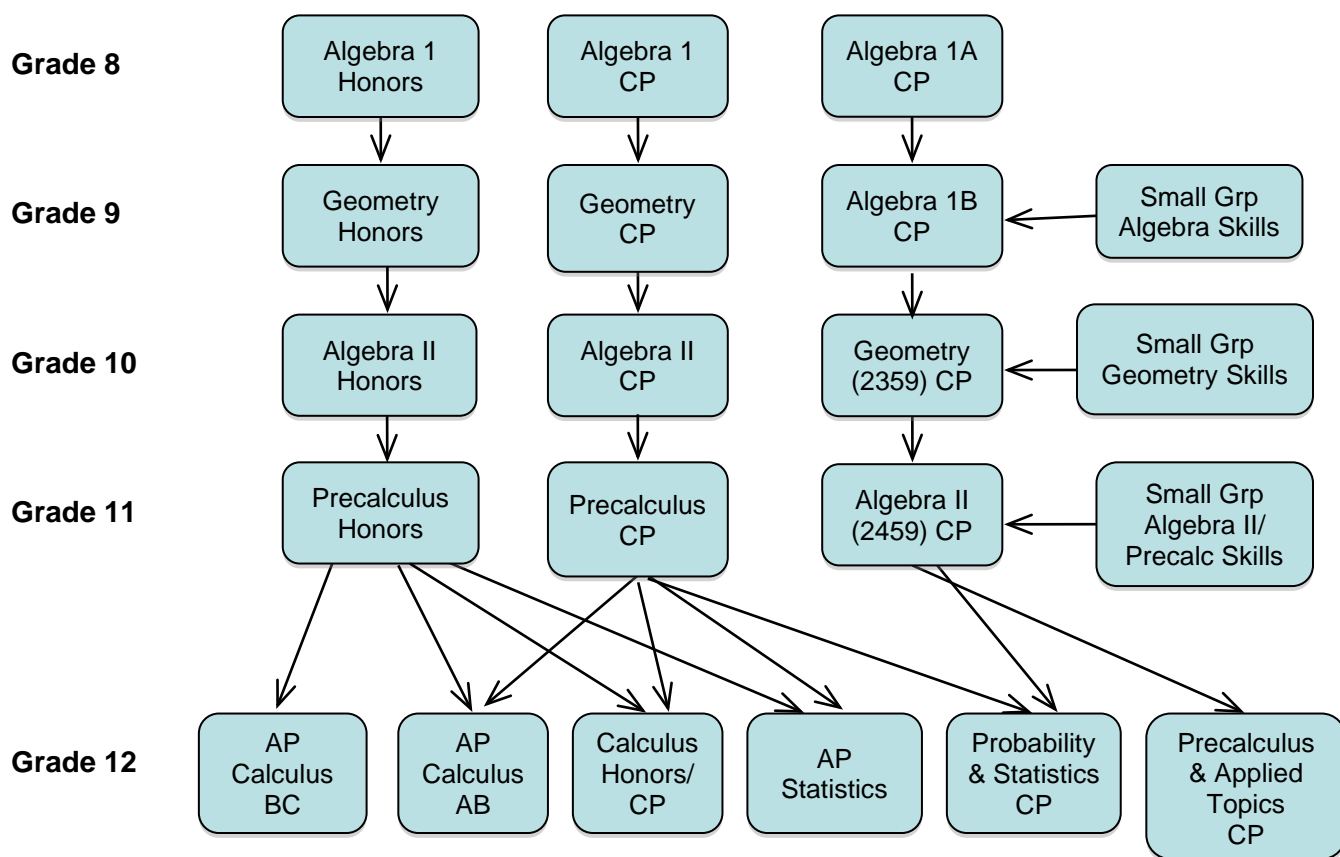 Grade 8
Algebra 1
Honors
Algebra 1
CP
Algebra 1A
CP
Grade 9
Geometry
Honors
Geometry
CP
Algebra 1B
CP
Small Grp
Algebra Skills
Grade 10
Algebra II
Honors
Algebra II
CP
Geometry
(2359) CP
Small Grp
Geometry Skills
Grade 11
Precalculus
Honors
Precalculus
CP
Algebra II
(2459) CP
Small Grp
Algebra II/
Precalc Skills
Grade 12
AP
Calculus
BC
AP
Calculus
AB
Calculus
Honors/
CP
AP
Statistics
Probability
& Statistics
CP
Precalculus
& Applied
Topics
CP